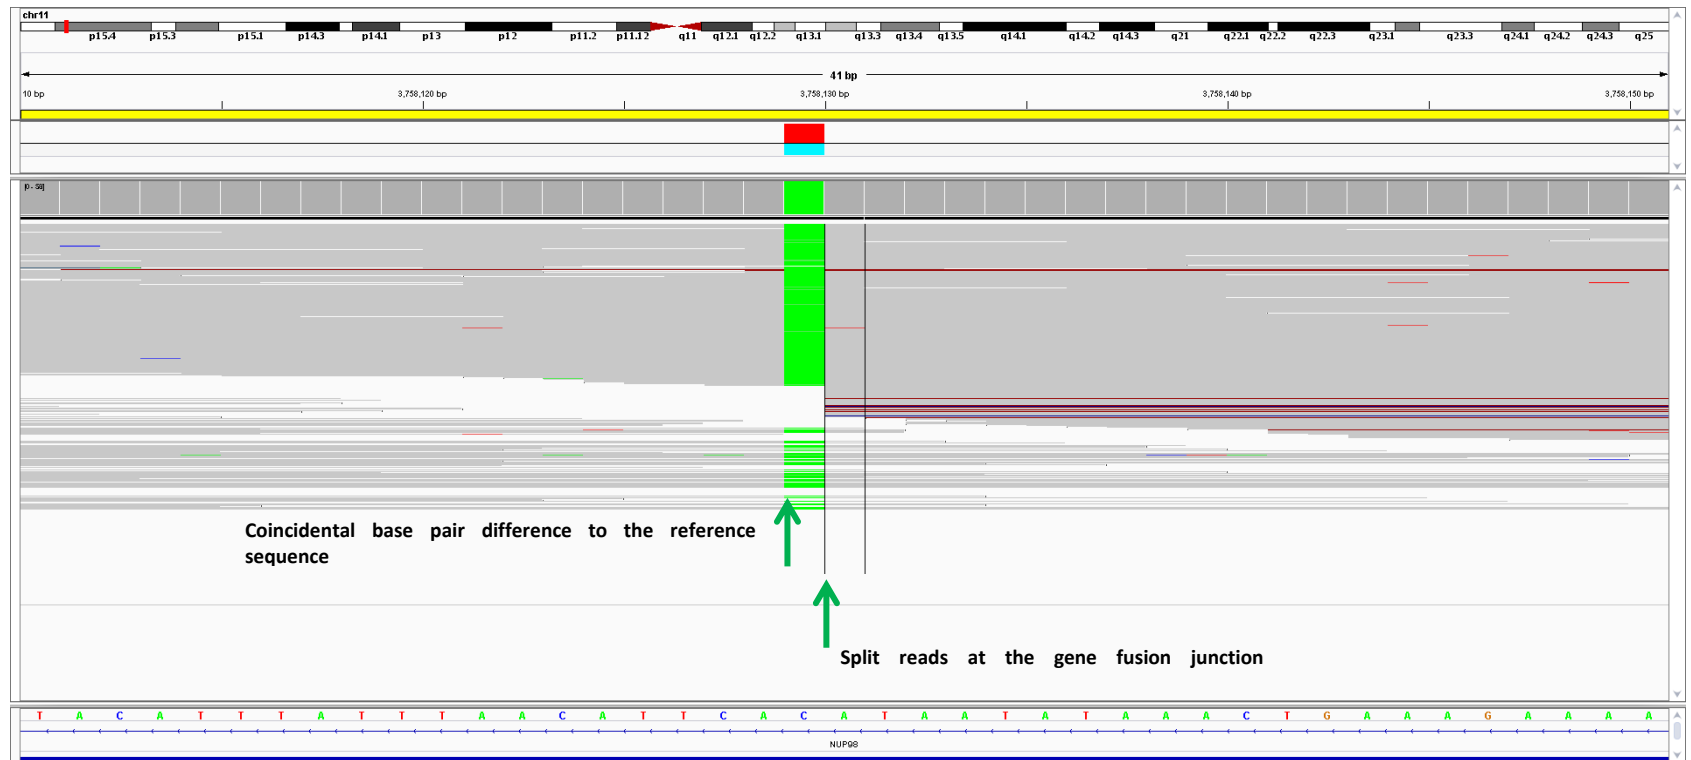 chr11
p15.4 p15.3 p15.1 p14.3 p14.1 p13 p12 p11.2 p11.12 q11 q12.1 q12.2 q13.1 q13.3 q13.4 q13.5 q14.1 q14.2 q14.3 q21 q22.1 q22.2 q22.3 q23.1 q23.3 q24.1 q24.2 q24.3 q25
41 bp
10 bp 3,758,120 bp 3,758,130 bp 3,758,140 bp 3,758,150 bp
[0 - 58]
Coincidental base pair difference to the reference
sequence
Split reads at the gene fusion junction
T A C A T T T A T T T A A C A T T C A C A T A A T A T A A A C T G A A A G A A A A
NUP98